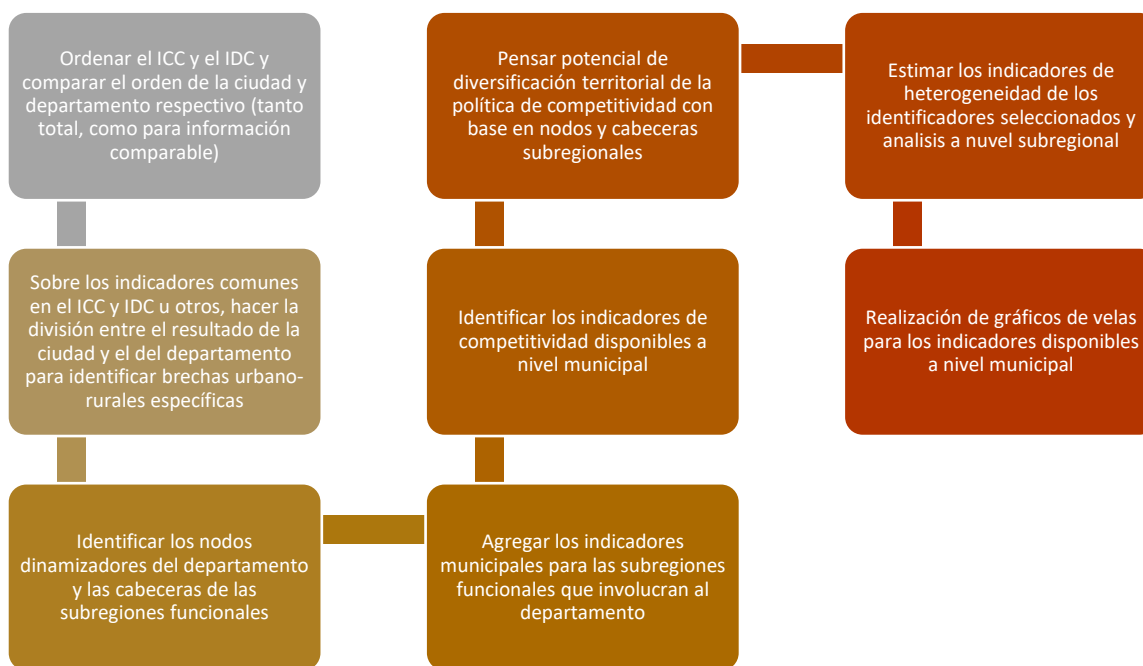 Ordenar el ICC y el IDC y
comparar el orden de la ciudad y
departamento respectivo (tanto
total, como para información
comparable)
Sobre los indicadores comunes
en el ICC y IDC u otros, hacer la
división entre el resultado de la
ciudad y el del departamento
para identificar brechas urbano-
rurales específicas
Identificar los nodos
dinamizadores del departamento
y las cabeceras de las
subregiones funcionales
Agregar los indicadores
municipales para las subregiones
funcionales que involucran al
departamento
Identificar los indicadores de
competitividad disponibles a
nivel municipal
Pensar potencial de
diversificación territorial de la
política de competitividad con
base en nodos y cabeceras
subregionales
Estimar los indicadores de
heterogeneidad de los
identificadores seleccionados y
analisis a nuvel subregional
Realización de gráficos de velas
para los indicadores disponibles
a nivel municipal